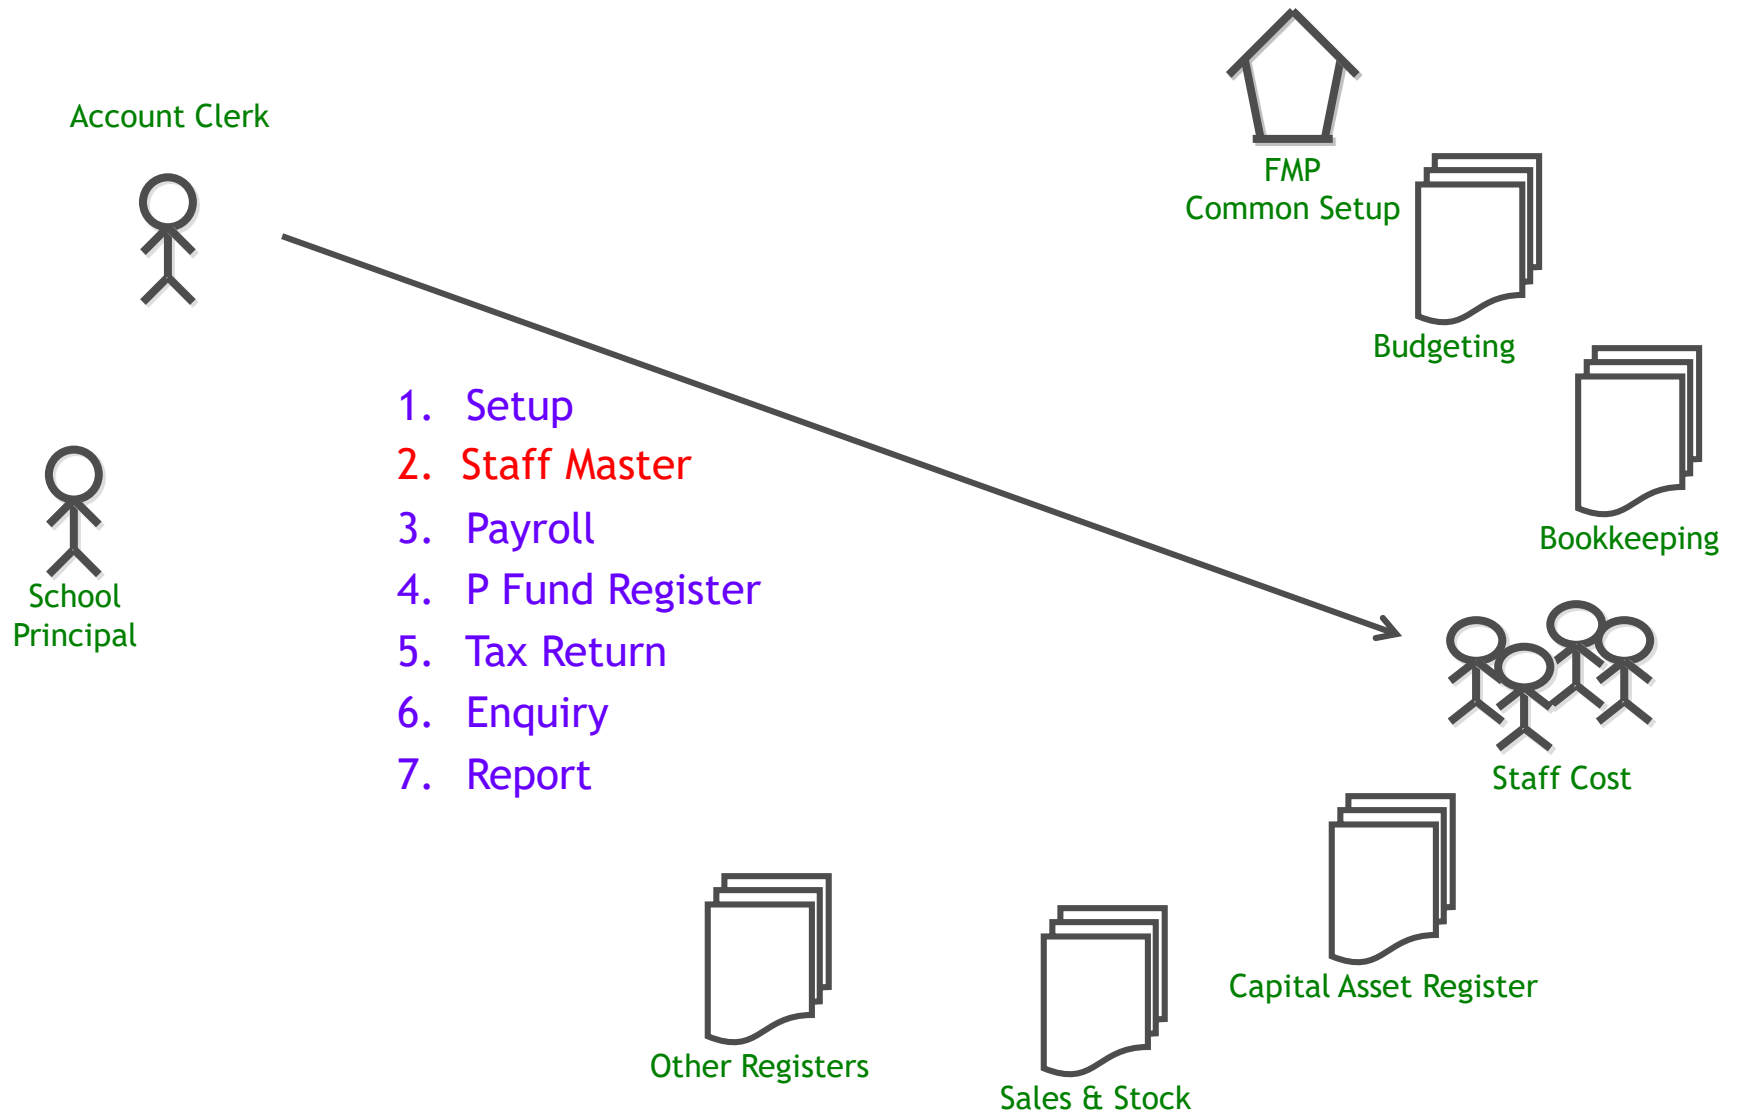 Account Clerk
FMP
Common Setup
Budgeting
1. Setup
2. Staff Master
3. Payroll
4. P Fund Register
5. Tax Return
6. Enquiry
7. Report
Bookkeeping
School
Principal
Staff Cost
Capital Asset Register
Other Registers
Sales & Stock